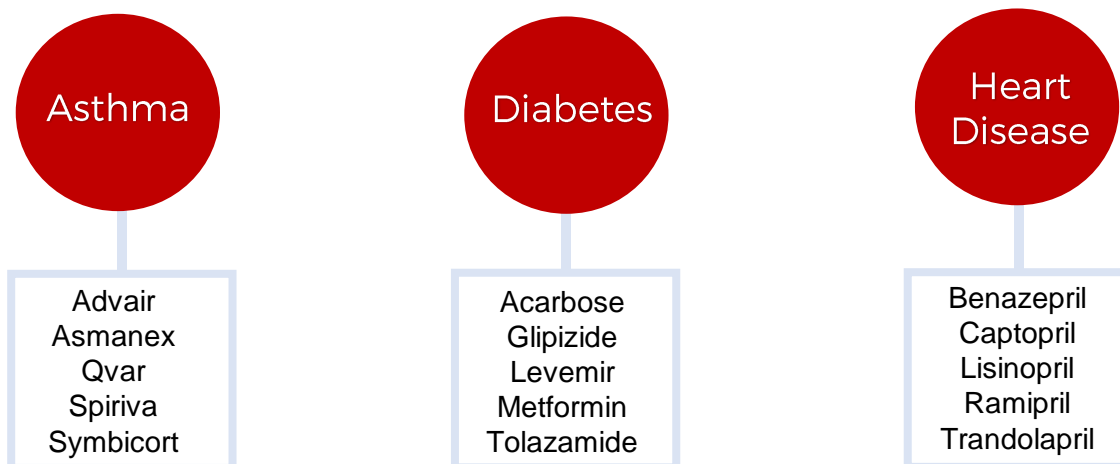 Asthma
Advair
Asmanex
Qvar
Spiriva
Symbicort
Diabetes
Acarbose
Glipizide
Levemir
Metformin
Tolazamide
Heart
Disease
Benazepril
Captopril
Lisinopril
Ramipril
Trandolapril